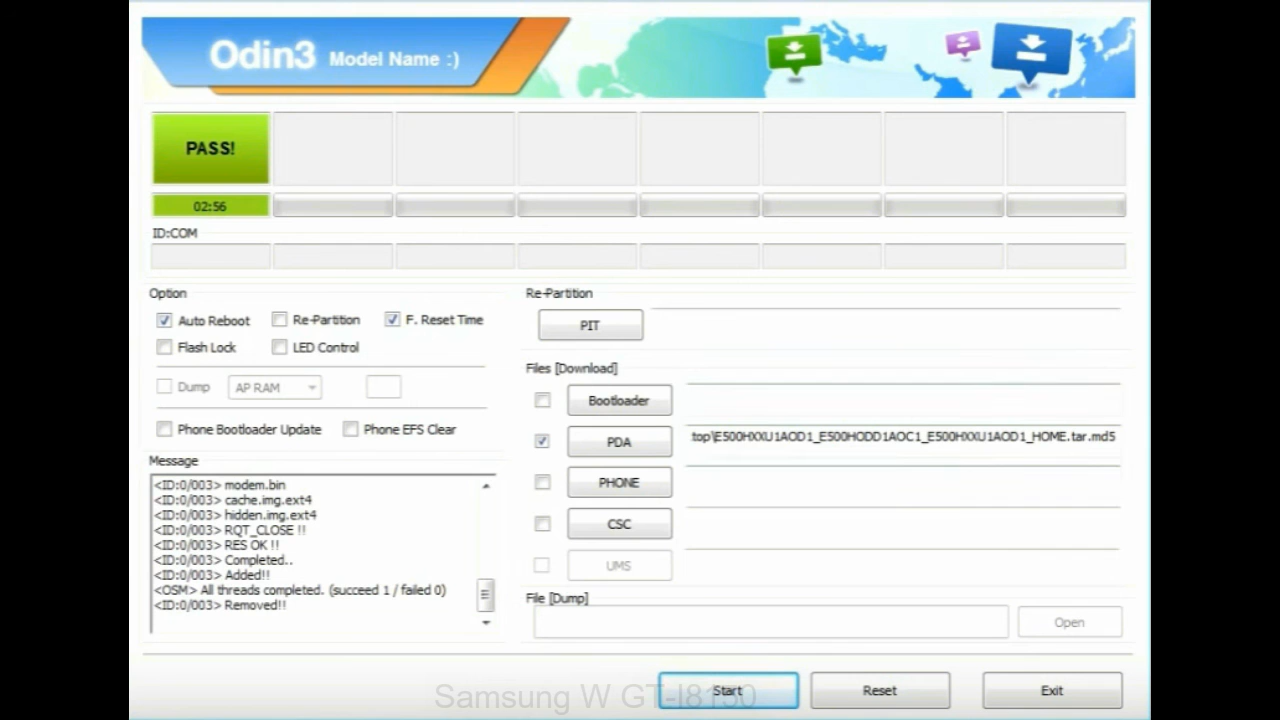 Odin3 Model Name :)
PASS!
02:56
ID:COM
Option
Auto Reboot Re-Partition F. Reset Time
Flash Lock LED Control
Dump AP RAM
Phone Bootloader Update Phone EFS Clear
Message
<ID:0/003> modem.bin
<ID:0/003> cache.img.ext4
<ID:0/003> hidden.img.ext4
<ID:0/003> RQT_CLOSE !!
<ID:0/003> RES OK !!
<ID:0/003> Completed..
<ID:0/003> Added!!
<OSM> All threads completed. (succeed 1 / failed 0)
<ID:0/003> Removed!!
Re-Partition
PIT
Files [Download]
Bootloader
PDA top\E500HXXU1AOD1_E500HODD1AOC1_E500HXXU1AOD1_HOME.tar.md5
PHONE
CSC
UMS
File [Dump]
Open
Start Reset Exit
Samsung W GT-I8150